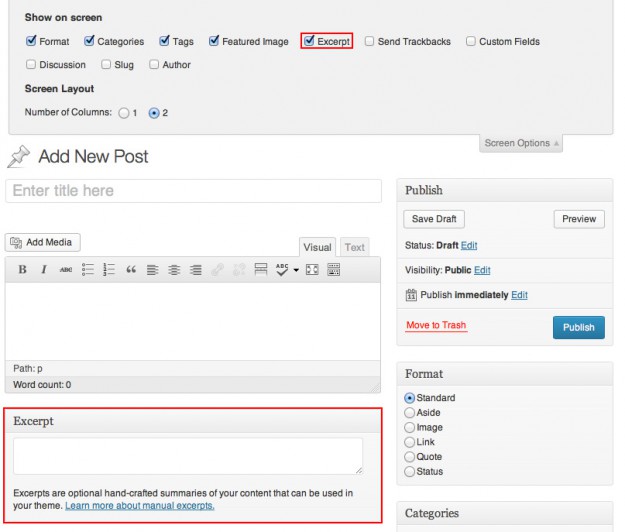 Show on screen
Format Categories Tags Featured Image Excerpt Send Trackbacks Custom Fields
Discussion Slug Author
Screen Layout
Number of Columns: 1 2
Screen Options
Add New Post
Enter title here
Add Media
Visual Text
B I ABC ABC
Path: p
Word count: 0
Excerpt
Excerpts are optional hand-crafted summaries of your content that can be used in
your theme. Learn more about manual excerpts.
Publish
Save Draft Preview
Status: Draft Edit
Visibility: Public Edit
11 Publish immediately Edit
Move to Trash Publish
Format
Standard
Aside
Image
Link
Quote
Status
Categories